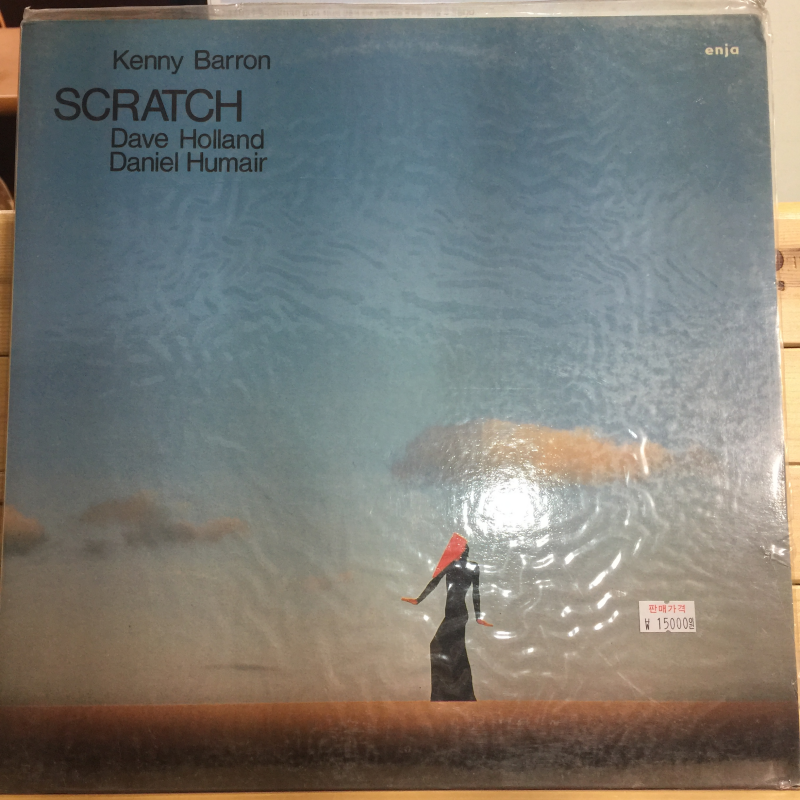 Kenny Barron
enja
SCRATCH
Dave Holland
Daniel Humair
판매가격
₩ 15000원